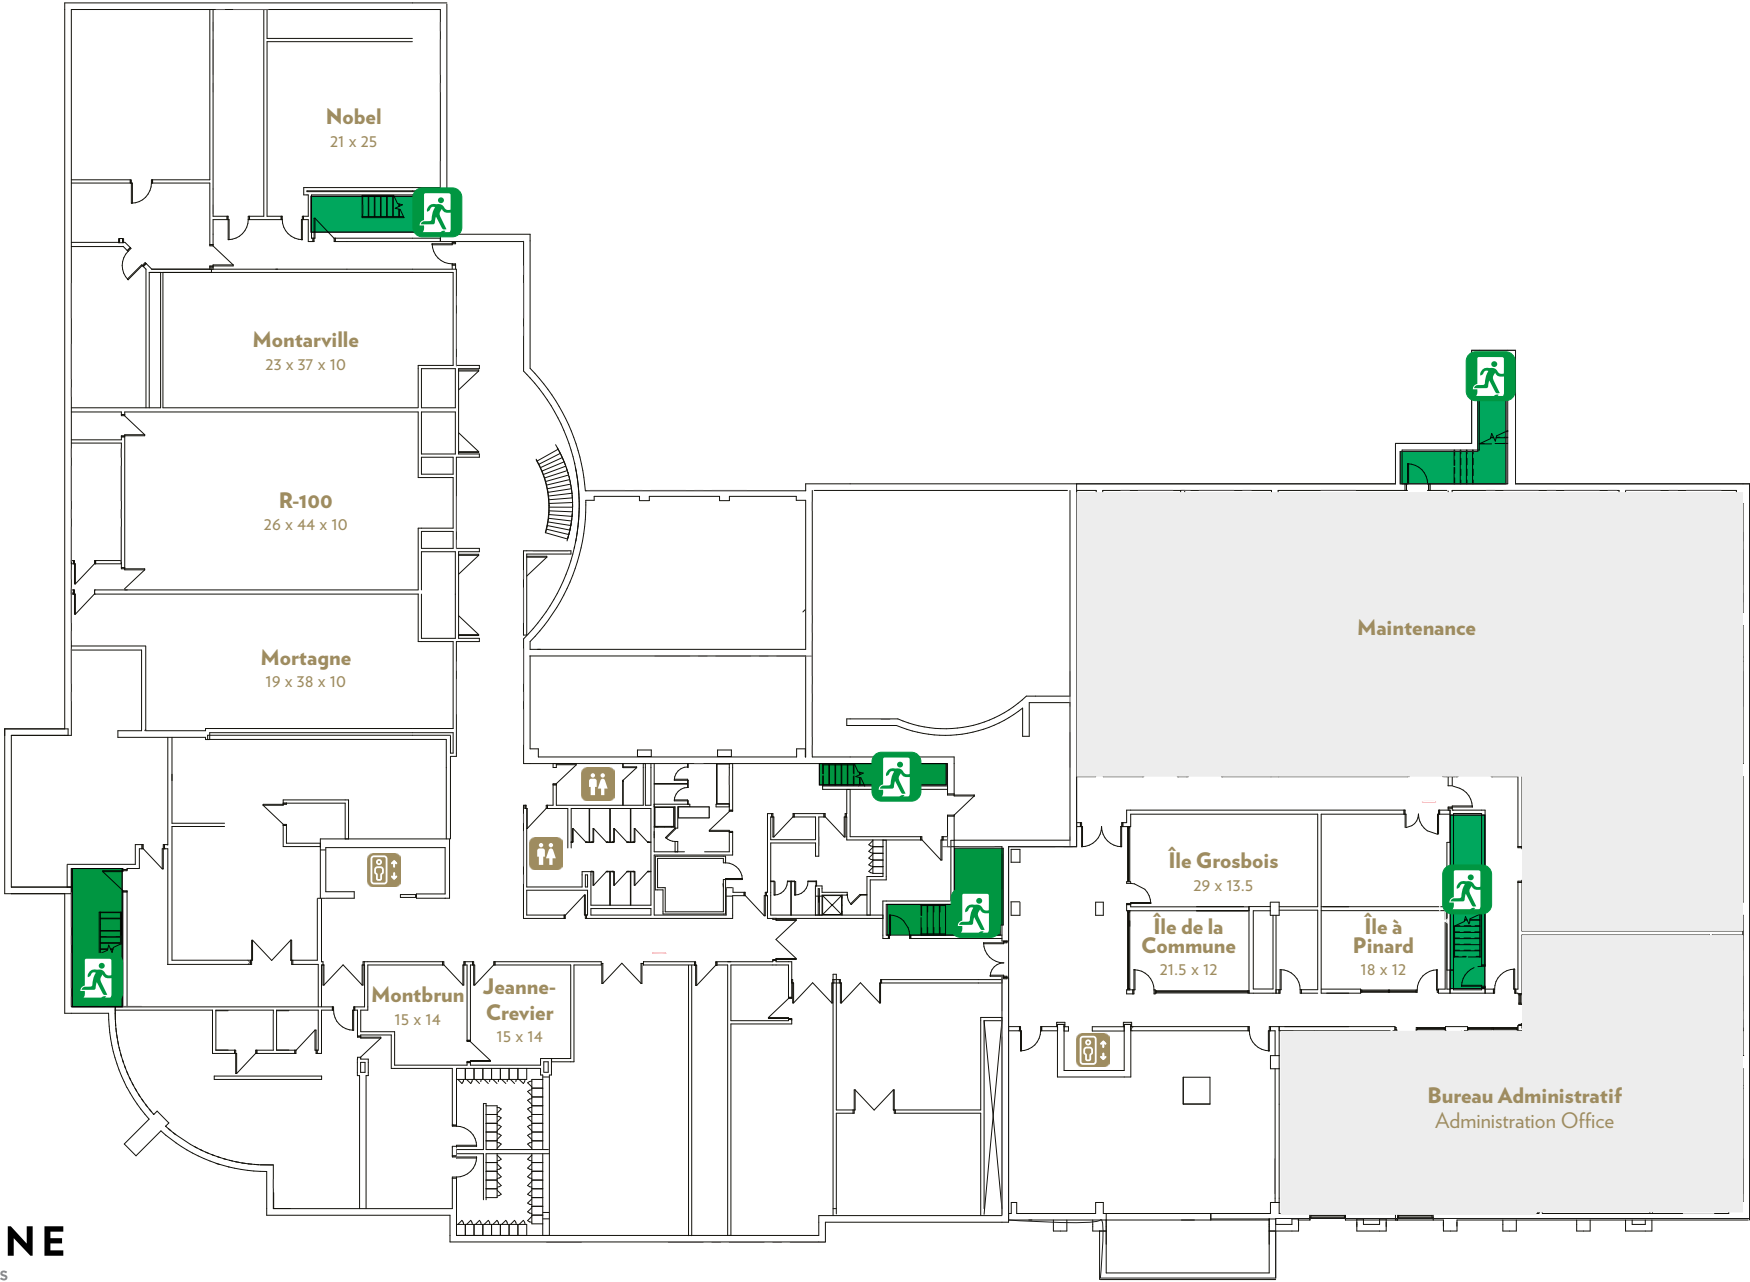 Nobel
21 x 25
Montarville
23 x 37 x 10
R-100
26 x 44 x 10
Maintenance
Mortagne
19 x 38 x 10
Île Grosbois
29 x 13.5
Île de la
Commune
21.5 x 12
Île à
Pinard
18 x 12
Montbrun
15 x 14
Jeanne-
Crevier
15 x 14
Bureau Administratif
Administration Office
NE
S